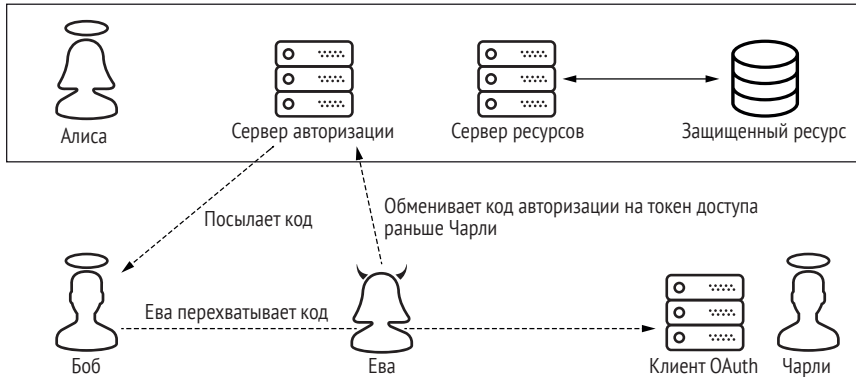 Алиса
Сервер авторизации
Сервер ресурсов
Защищенный ресурс
Посылает код
Обменивает код авторизации на токен доступа
раньше Чарли
Ева перехватывает код
Боб
Ева
Клиент OAuth
Чарли